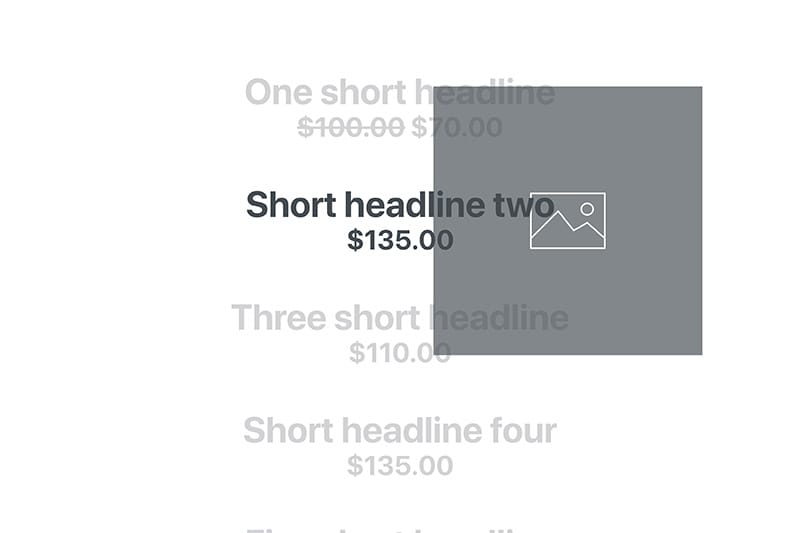 One short headline
$100.00 $70.00
Short headline two
$135.00
Three short headline
$110.00
Short headline four
$135.00